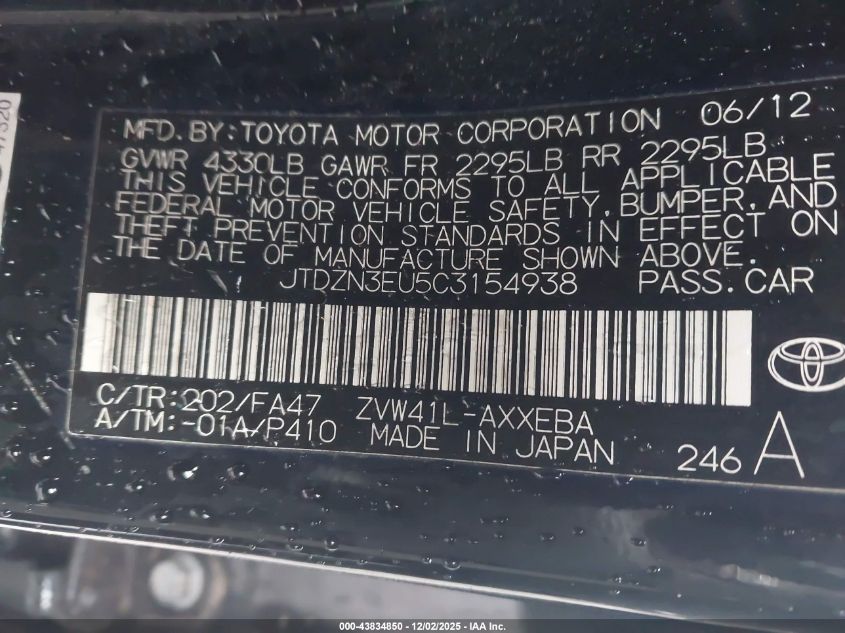 47320
MFD. BY: TOYOTA MOTOR CORPORATION 06/12
GVWR 4330LB GAWR FR 2295LB RR 2295LB
THIS VEHICLE CONFORMS TO ALL APPLICABLE
FEDERAL MOTOR VEHICLE SAFETY, BUMPER, AND
THEFT PREVENTION STANDARDS IN EFFECT ON
THE DATE OF MANUFACTURE SHOWN ABOVE.
JTDZN3EU5C3154938 PASS. CAR
C/TR: 202/FA47 ZVW41L-AXXEBA
A/TM: -01A/P410 MADE IN JAPAN
246 A
000-43834850 - 12/02/2025 - IAA Inc.